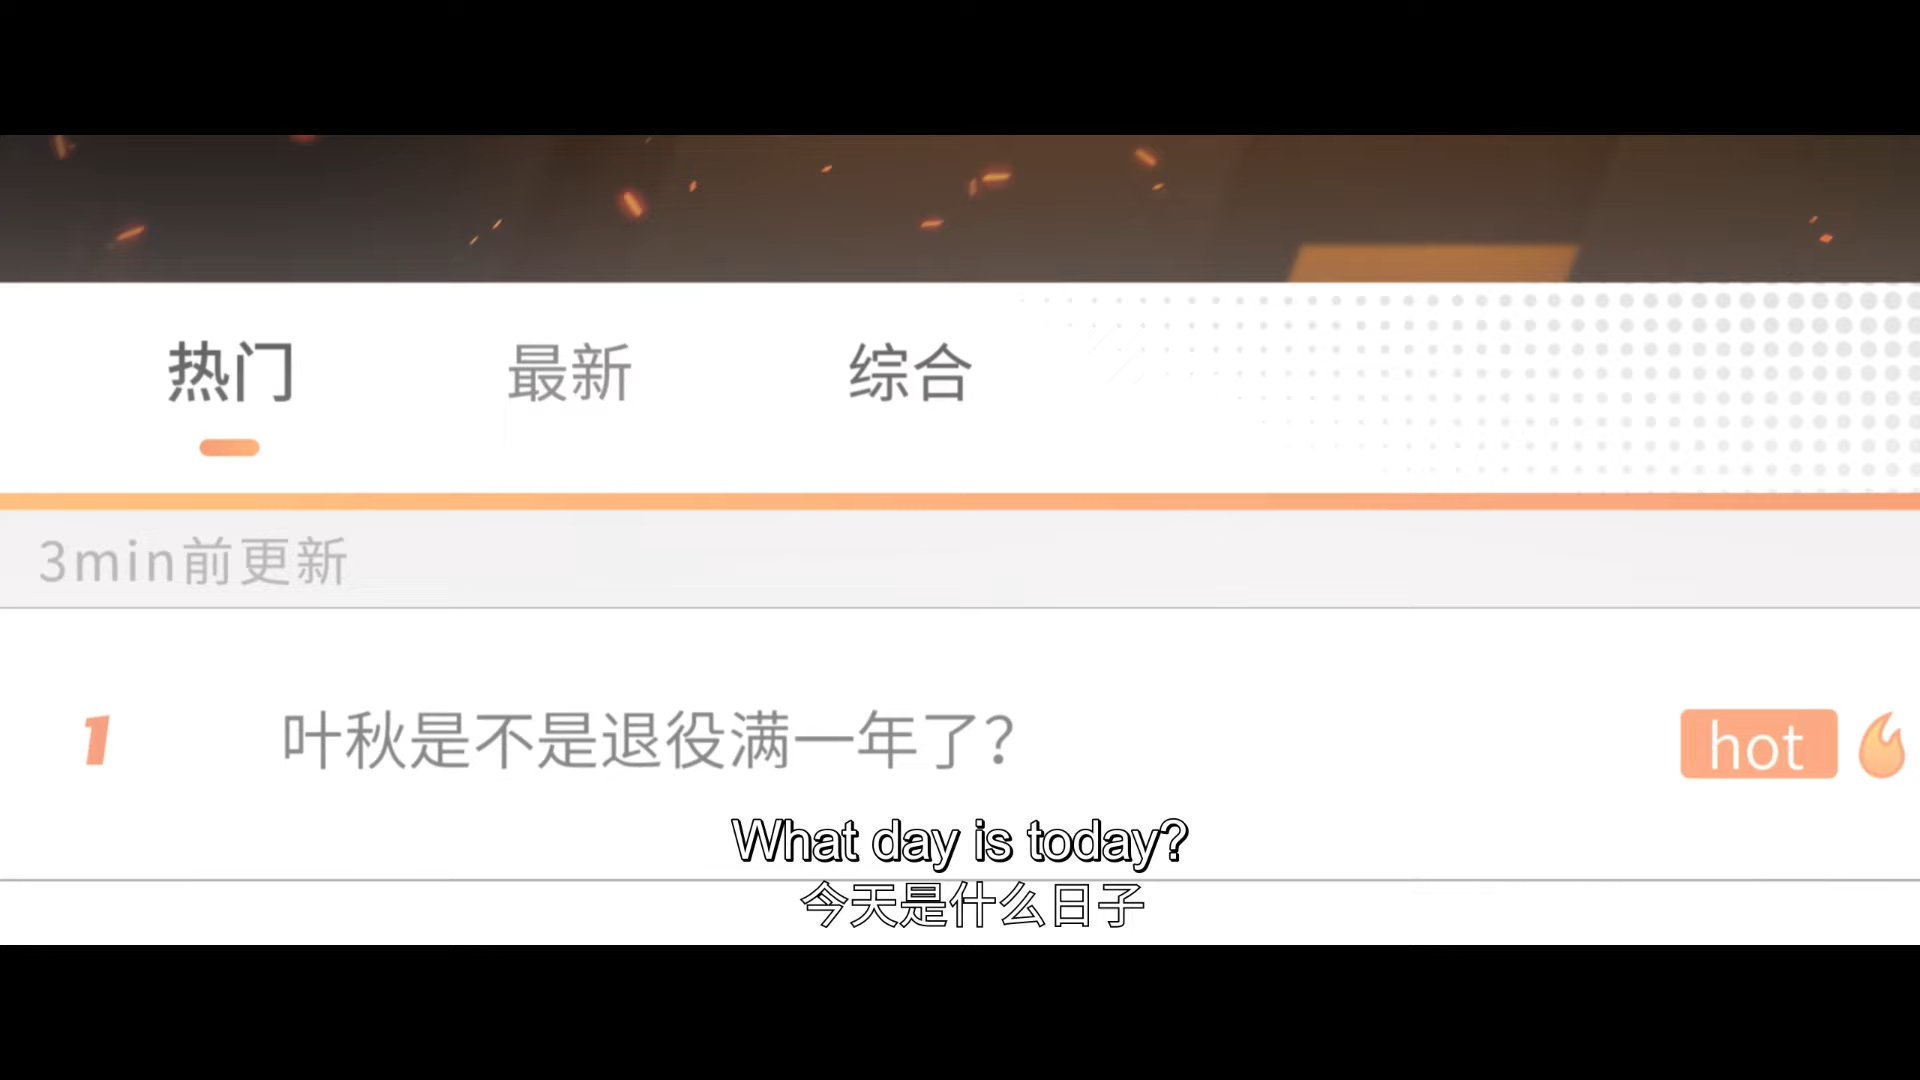 热门 最新 综合
3min前更新
1 叶秋是不是退役满一年了? hot
What day is today?
今天是什么日子